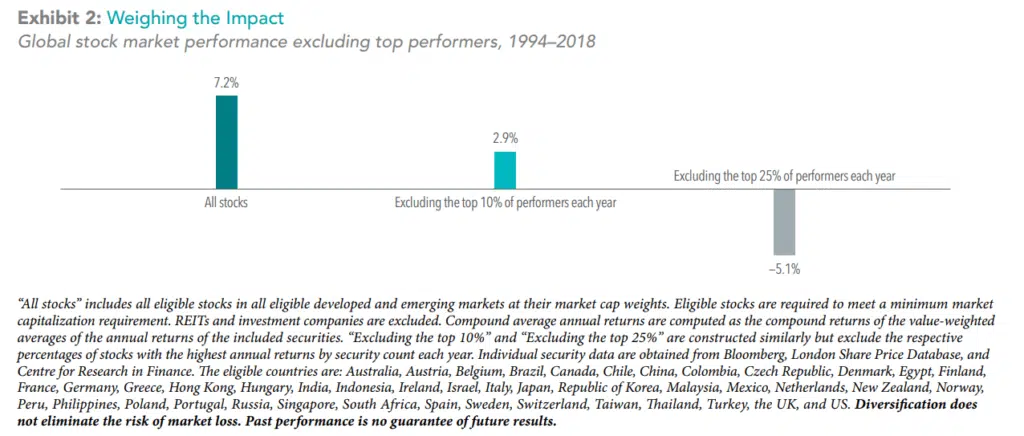 Exhibit 2: Weighing the Impact
Global stock market performance excluding top performers, 1994–2018
7.2%
2.9%
Excluding the top 25% of performers each year
All stocks
Excluding the top 10% of performers each year
–5.1%
“All stocks” includes all eligible stocks in all eligible developed and emerging markets at their market cap weights. Eligible stocks are required to meet a minimum market
capitalization requirement. REITs and investment companies are excluded. Compound average annual returns are computed as the compound returns of the value-weighted
averages of the annual returns of the included securities. “Excluding the top 10%” and “Excluding the top 25%” are constructed similarly but exclude the respective
percentages of stocks with the highest annual returns by security count each year. Individual security data are obtained from Bloomberg, London Share Price Database, and
Centre for Research in Finance. The eligible countries are: Australia, Austria, Belgium, Brazil, Canada, Chile, China, Colombia, Czech Republic, Denmark, Egypt, Finland,
France, Germany, Greece, Hong Kong, Hungary, India, Indonesia, Ireland, Israel, Italy, Japan, Republic of Korea, Malaysia, Mexico, Netherlands, New Zealand, Norway,
Peru, Philippines, Poland, Portugal, Russia, Singapore, South Africa, Spain, Sweden, Switzerland, Taiwan, Thailand, Turkey, the UK, and US. Diversification does
not eliminate the risk of market loss. Past performance is no guarantee of future results.